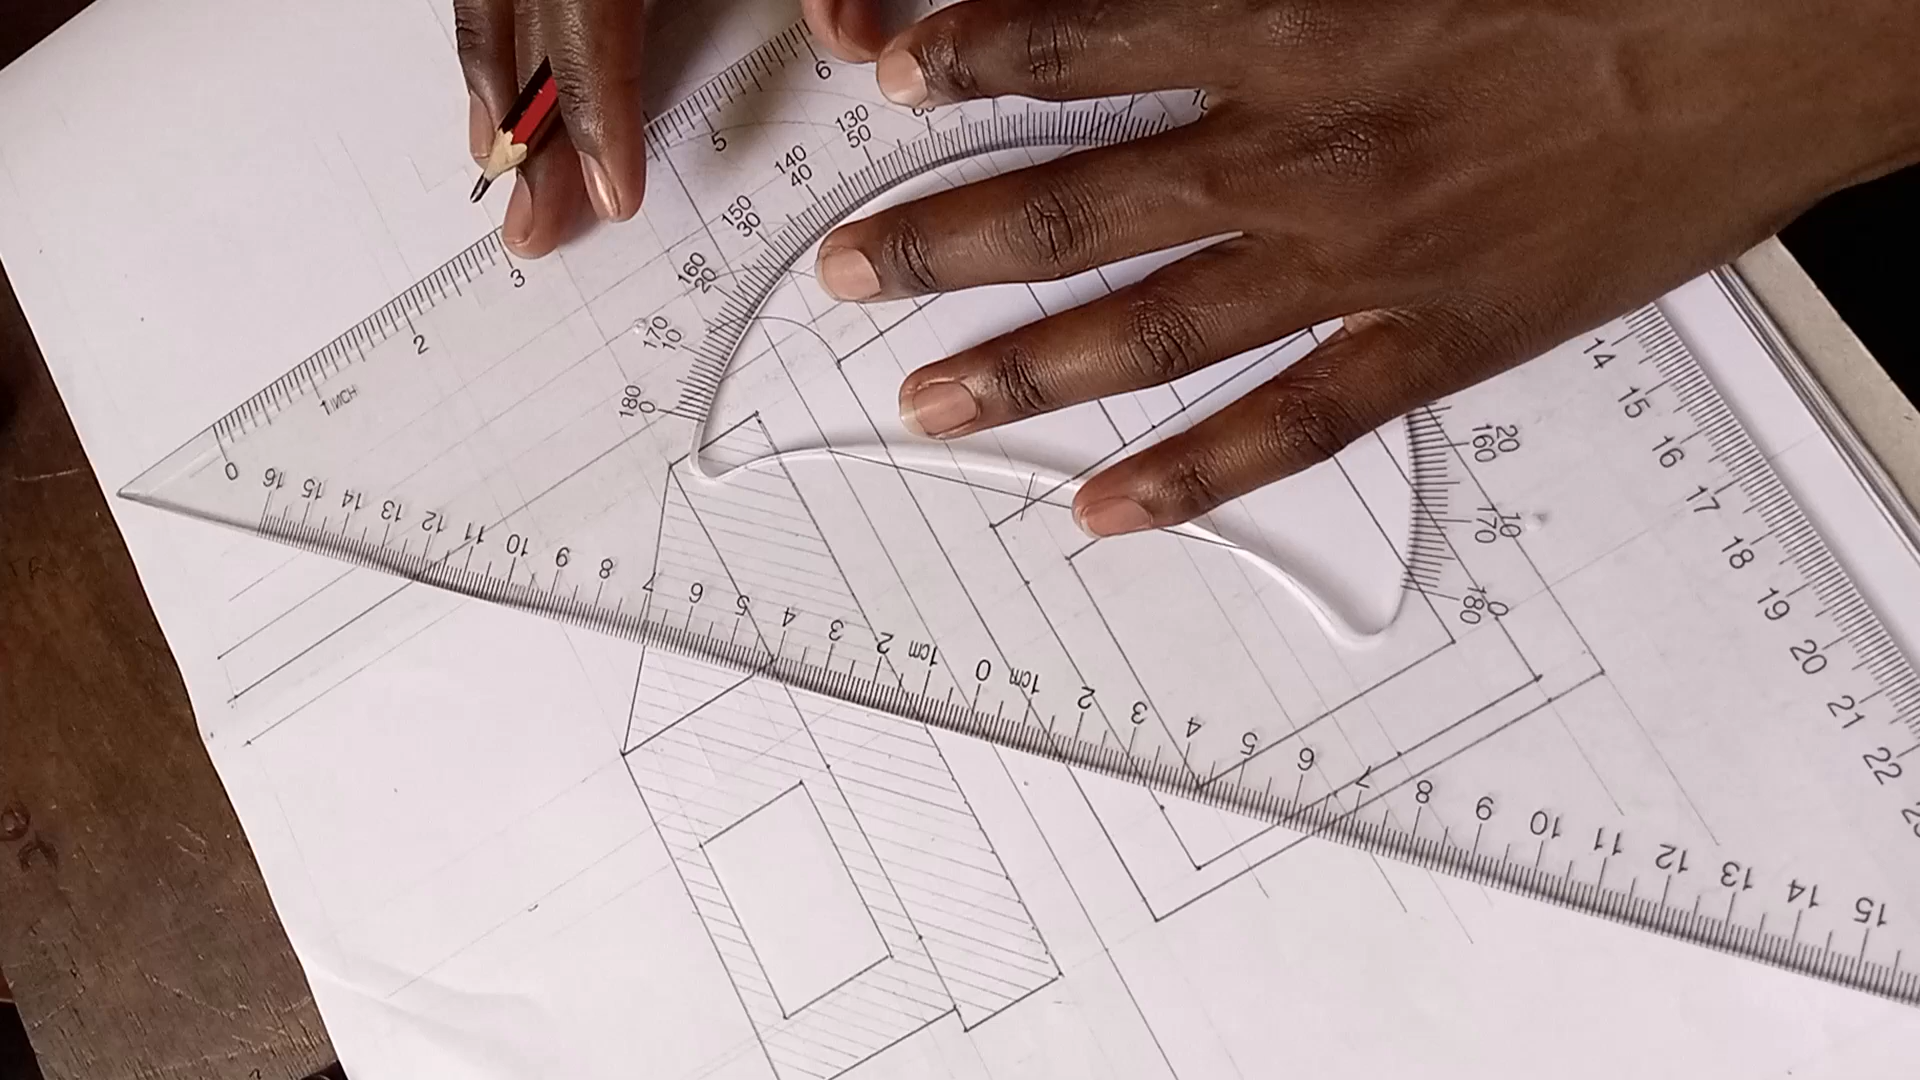 0 1 INCH 2 3 5 6
180 170 160 150 140 130
0 10 20 30 40 50
20 10 0
160 170 180
14 15 16 17 18 19 20 21 22
16 15 14 13 12 11 10 9 8 7 6 5 4 3 2 1cm 0 1cm 2 3 4 5 6 7 8 9 10 11 12 13 14 15